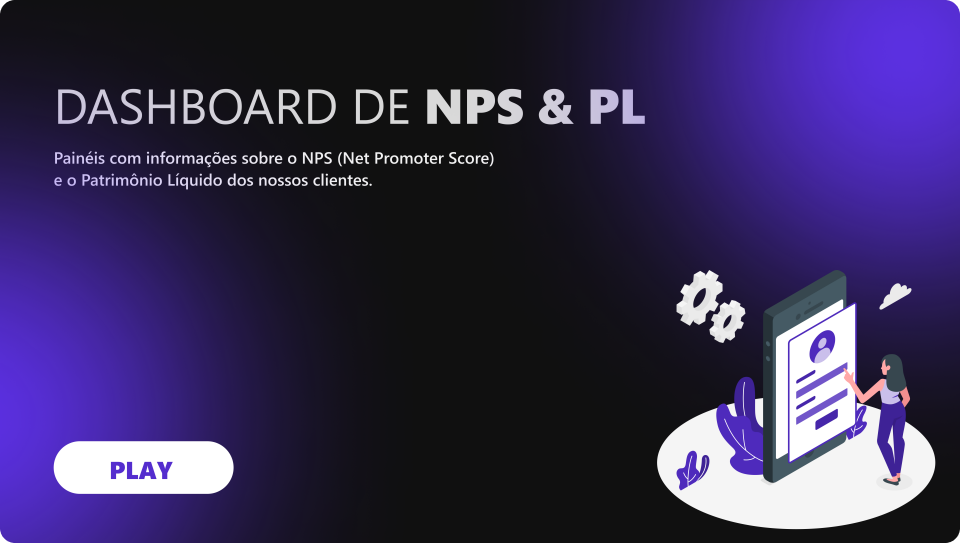 DASHBOARD DE NPS & PL
Painéis com informações sobre o NPS (Net Promoter Score)
e o Patrimônio Líquido dos nossos clientes.
PLAY